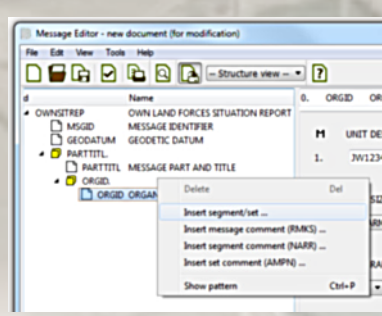 Message Editor - new document (for modification)
File Edit View Tools Help
-- Structure view --
d Name
OWNSITREP OWN LAND FORCES SITUATION REPORT
MSGID MESSAGE IDENTIFIER
GEODATUM GEODETIC DATUM
PARTTITL.
PARTTITL MESSAGE PART AND TITLE
ORGID.
ORGID ORGAN
Delete Del
Insert segment/set ...
Insert message comment (RMKS) ...
Insert segment comment (NARR) ...
Insert set comment (AMPN) ...
Show pattern Ctrl+P
0. ORGID OR
M UNIT DE
1. JW1234